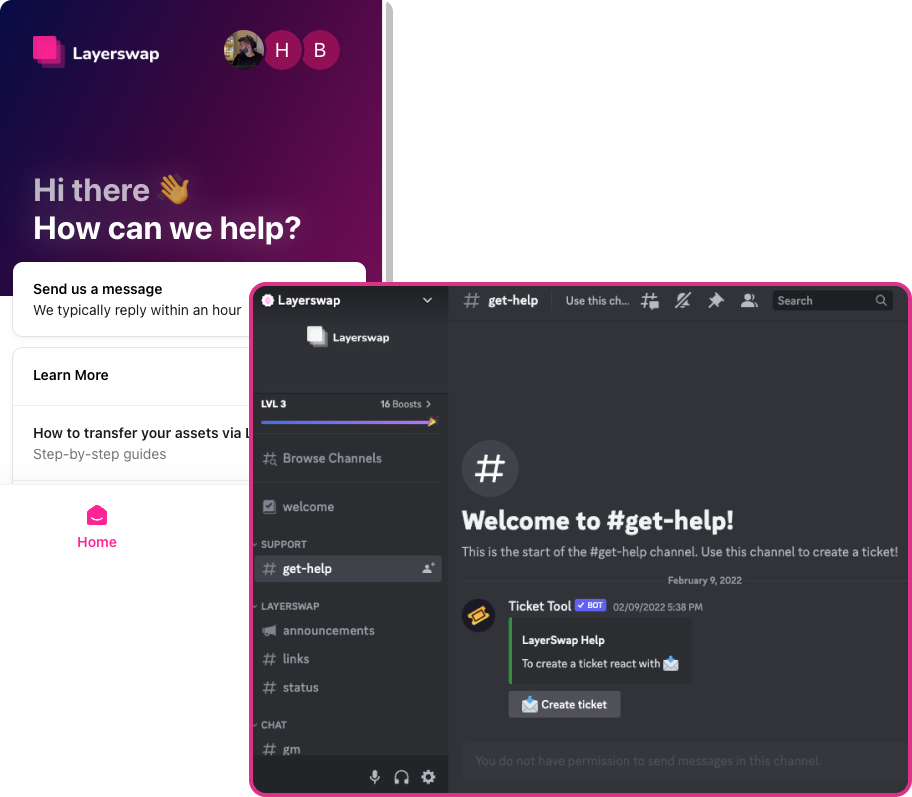 Layerswap
H
B
Hi there 👋
How can we help?
Send us a message
We typically reply within an hour
Learn More
How to transfer your assets via
Step-by-step guides
Home
Layerswap
Layerswap
LVL 3
16 Boosts
Browse Channels
welcome
SUPPORT
get-help
LAYERSWAP
announcements
links
status
CHAT
gm
# get-help
Use this ch...
Search
#
Welcome to #get-help!
This is the start of the #get-help channel. Use this channel to create a ticket!
February 9, 2022
Ticket Tool ✓ BOT 02/09/2022 5:38 PM
LayerSwap Help
To create a ticket react with 📩
📩 Create ticket
You do not have permission to send messages in this channel.